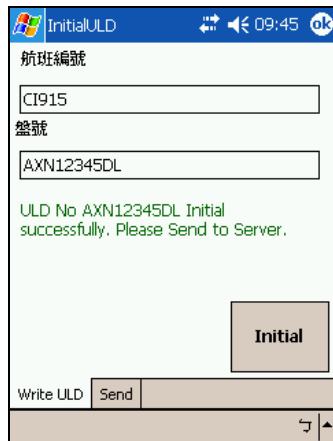 InitialULD 09:45 ok
航班編號
CI915
盤號
AXN12345DL
ULD No AXN12345DL Initial
successfully. Please Send to Server.
Initial
Write ULD Send
ㄅ